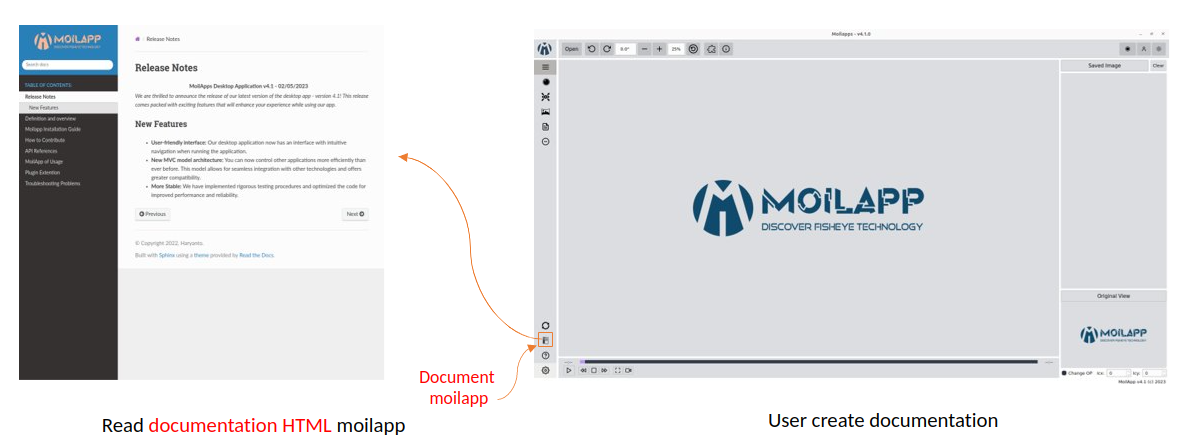 MOILAPP
DISCOVER FISHEYE TECHNOLOGY
Search docs
TABLE OF CONTENTS
Release Notes
New Features
Definition and overview
Moilapp Installation Guide
How to Contribute
API References
MoilApp of Usage
Plugin Extention
Troubleshooting Problems
Release Notes
Release Notes
MoilApps Desktop Application v4.1 - 02/05/2023
We are thrilled to announce the release of our latest version of the desktop app - version 4.1! This release
comes packed with exciting features that will enhance your experience while using our app.
New Features
• User-friendly interface: Our desktop application now has an interface with intuitive
navigation when running the application.
• New MVC model architecture: You can now control other applications more efficiently than
ever before. This model allows for seamless integration with other technologies and offers
greater compatibility.
• More Stable: We have implemented rigorous testing procedures and optimized the code for
improved performance and reliability.
Previous
Next
© Copyright 2022, Haryanto.
Built with Sphinx using a theme provided by Read the Docs.
Read documentation HTML moilapp
Document
moilapp
Moilapps - v4.1.0
Open
0.0°
25%
Saved Image
Clear
MOILAPP
DISCOVER FISHEYE TECHNOLOGY
Original View
MOILAPP
DISCOVER FISHEYE TECHNOLOGY
Change OP
Icx: 0
Icy: 0
MoilApp v4.1 (c) 2023
User create documentation